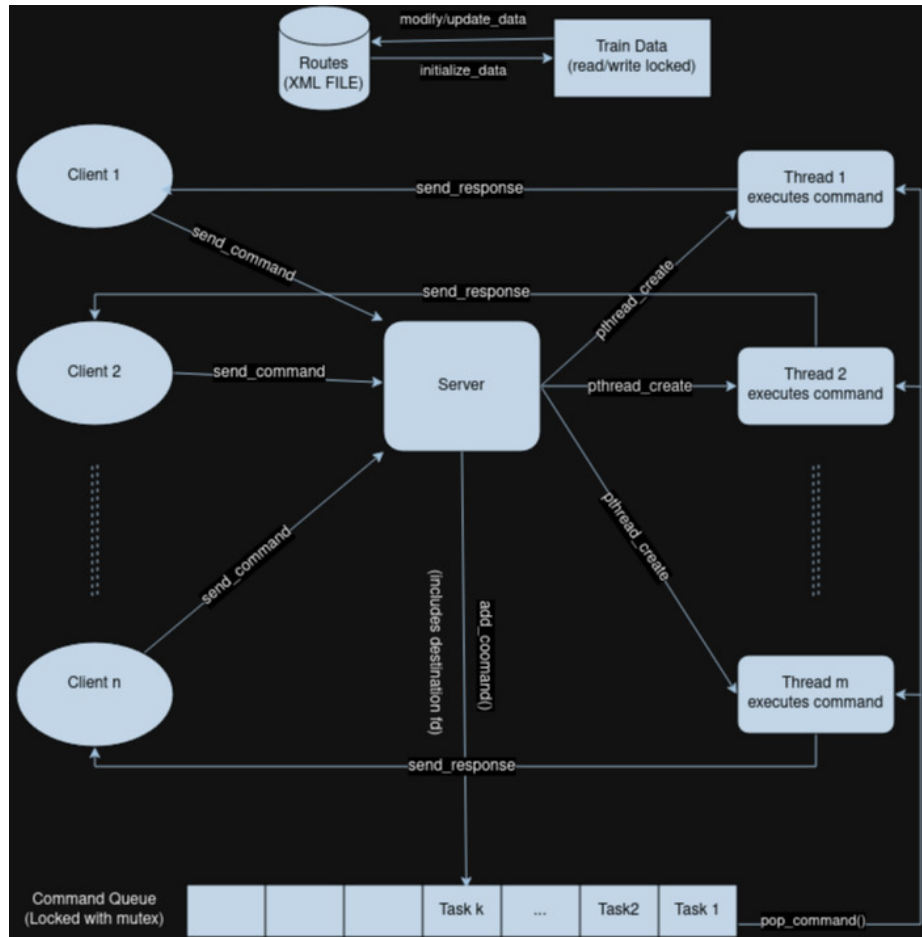 modify/update_data
Routes
(XML FILE)
initialize_data
Train Data
(read/write locked)
Client 1
send_response
Thread 1
executes command
send_command
pthread_create
send_response
Client 2
send_command
Server
pthread_create
Thread 2
executes command
send_command
pthread_create
(includes destination fd)
add_coomand()
Client n
Thread m
executes command
send_response
Command Queue
(Locked with mutex)
Task k
...
Task2
Task 1
pop_command()